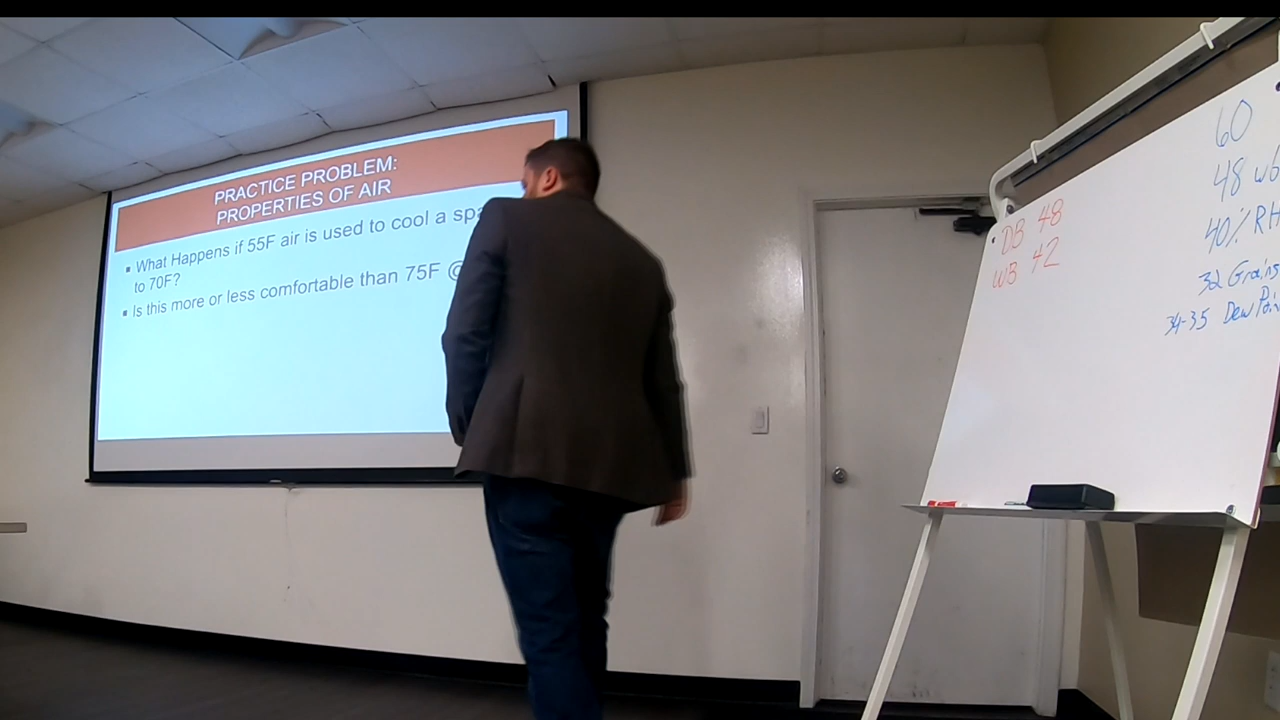 PRACTICE PROBLEM:
PROPERTIES OF AIR
▪ What Happens if 55F air is used to cool a spa
to 70F?
▪ Is this more or less comfortable than 75F @
DB 48
WB 42
60
48 wb
40% RH
32 Grains
34-35 Dew Poin